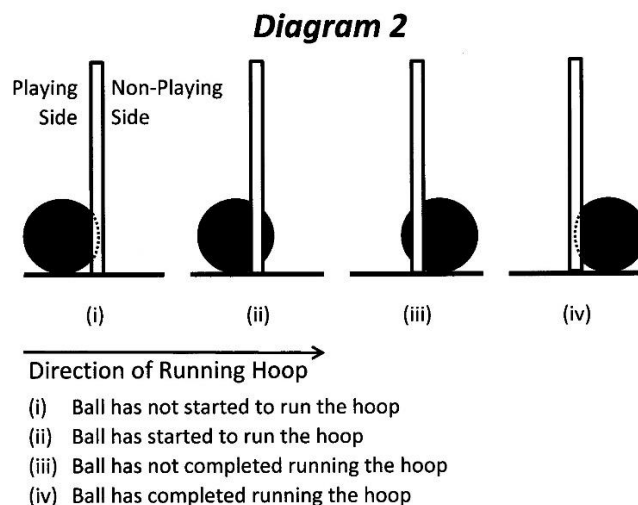 Diagram 2
Playing Side
Non-Playing Side
(i) (ii) (iii) (iv)
Direction of Running Hoop
(i) Ball has not started to run the hoop
(ii) Ball has started to run the hoop
(iii) Ball has not completed running the hoop
(iv) Ball has completed running the hoop